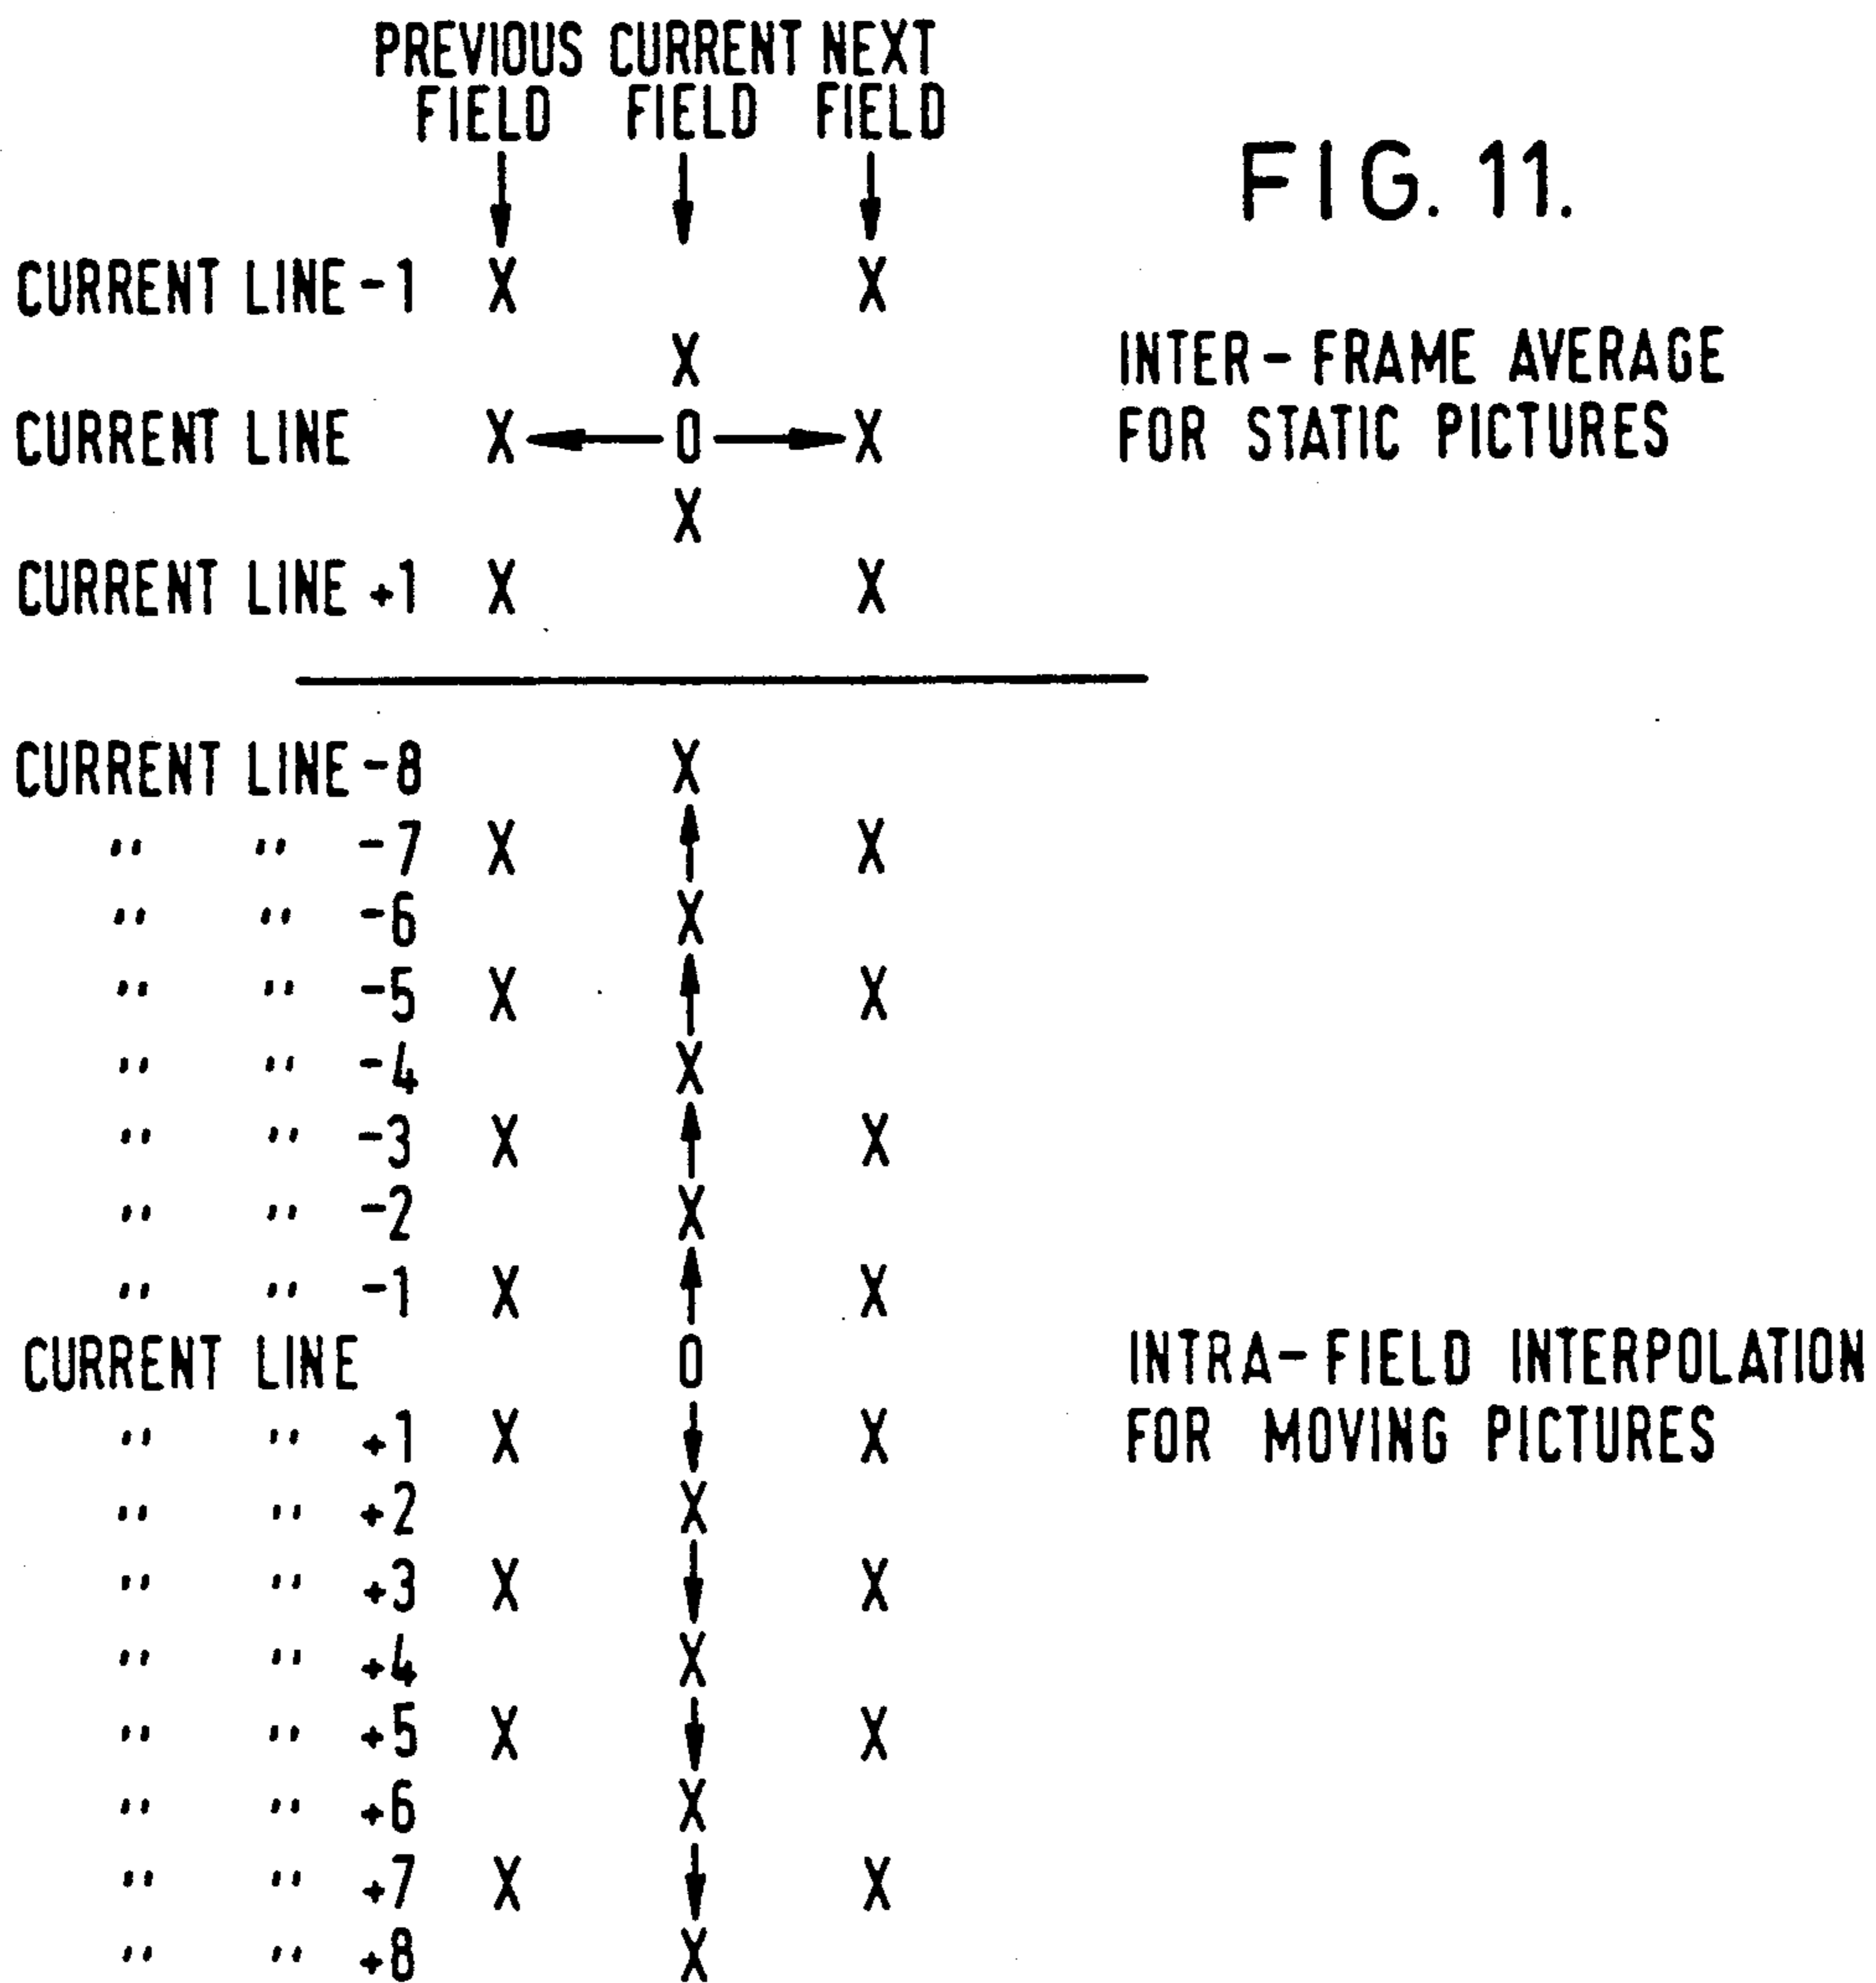 PREVIOUS CURRENT NEXT
FIELD FIELD FIELD
FIG. 11.
CURRENT LINE -1 X X
X
INTER-FRAME AVERAGE
CURRENT LINE X O X
FOR STATIC PICTURES
X
CURRENT LINE +1 X X
CURRENT LINE -8 X
" " -7 X X
" " -6 X
" " -5 X X
" " -4 X
" " -3 X X
" " -2 X
" " -1 X X
CURRENT LINE O
INTRA-FIELD INTERPOLATION
" " +1 X X
FOR MOVING PICTURES
" " +2 X
" " +3 X X
" " +4 X
" " +5 X X
" " +6 X
" " +7 X X
" " +8 X